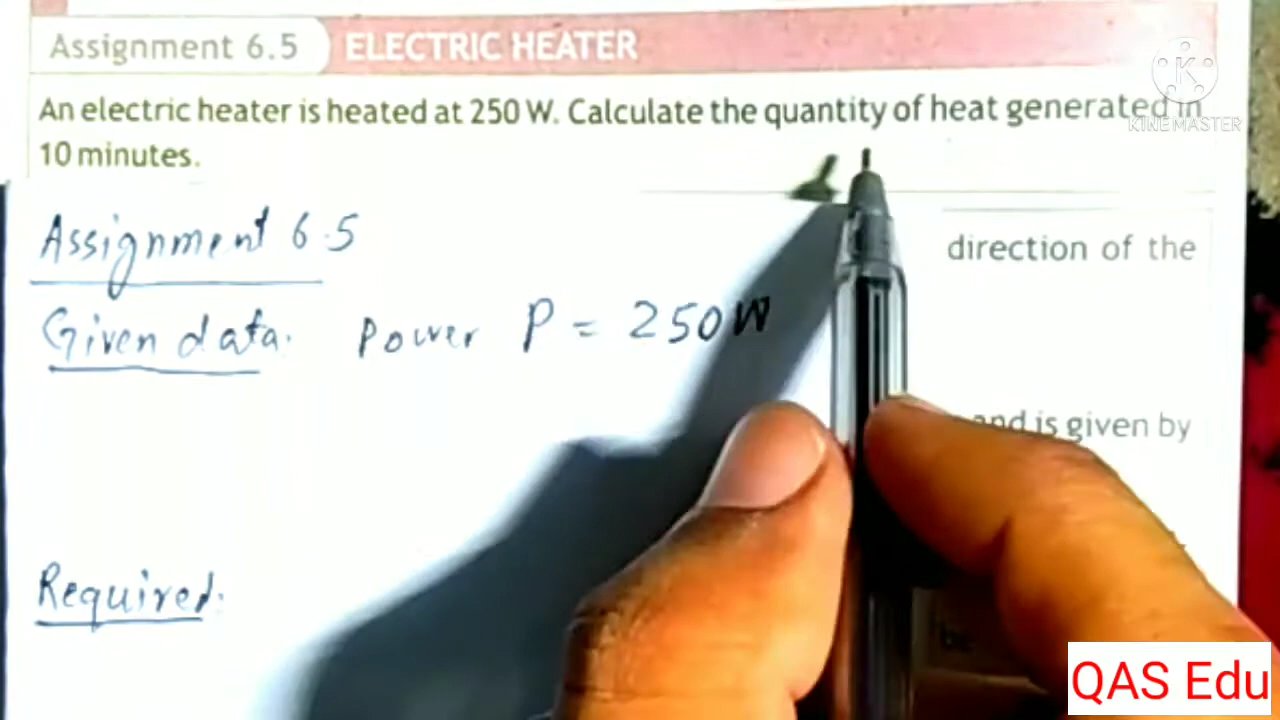 Assignment 6.5 ELECTRIC HEATER
An electric heater is heated at 250 W. Calculate the quantity of heat generated in
10 minutes.
KINEMASTER
Assignment 6.5
direction of the
Given data. Power P = 250W
and is given by
Required.
QAS Edu